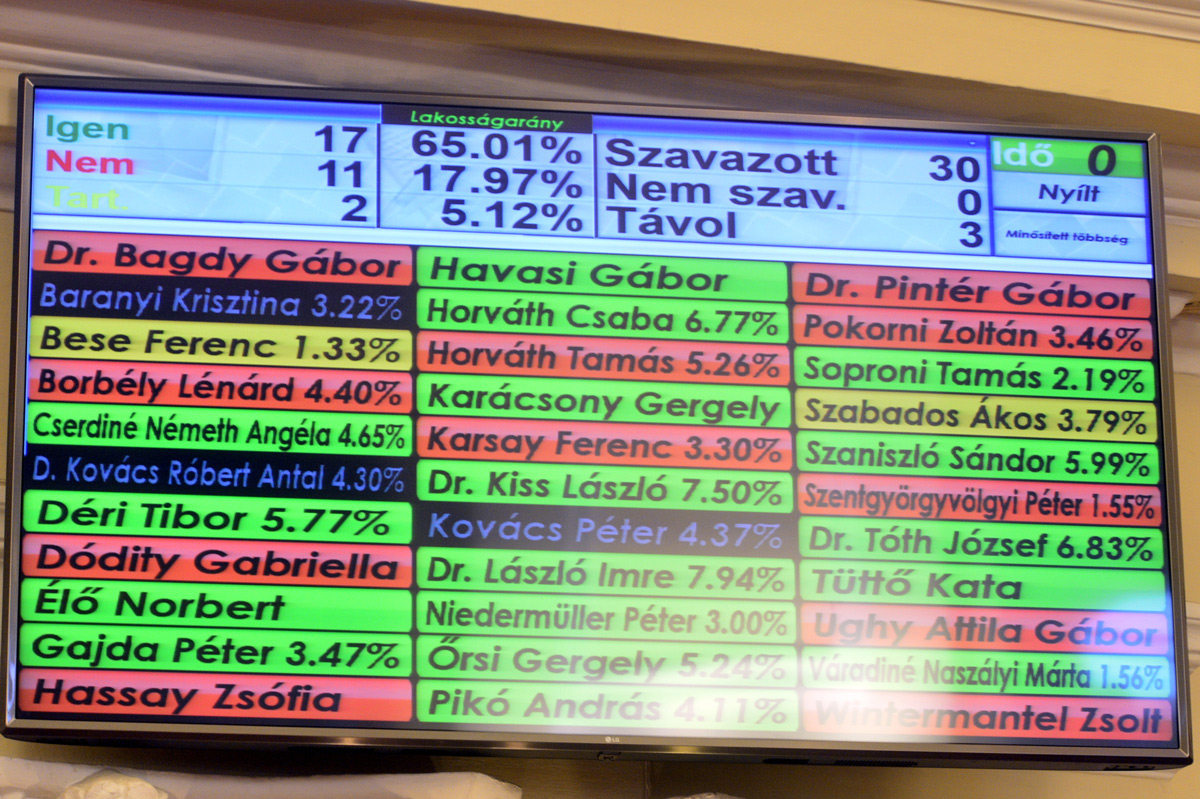 Lakosságarány
Igen 17 65.01% Szavazott 30 Idő 0
Nem 11 17.97% Nem szav. 0 Nyílt
Tart. 2 5.12% Távol 3 Minősített többség
Dr. Bagdy Gábor
Baranyi Krisztina 3.22%
Bese Ferenc 1.33%
Borbély Lénárd 4.40%
Cserdiné Németh Angéla 4.65%
D. Kovács Róbert Antal 4.30%
Déri Tibor 5.77%
Dódity Gabriella
Élő Norbert
Gajda Péter 3.47%
Hassay Zsófia
Havasi Gábor
Horváth Csaba 6.77%
Horváth Tamás 5.26%
Karácsony Gergely
Karsay Ferenc 3.30%
Dr. Kiss László 7.50%
Kovács Péter 4.37%
Dr. László Imre 7.94%
Niedermüller Péter 3.00%
Őrsi Gergely 5.24%
Pikó András 4.11%
Dr. Pintér Gábor
Pokorni Zoltán 3.46%
Soproni Tamás 2.19%
Szabados Ákos 3.79%
Szaniszló Sándor 5.99%
Szentgyörgyvölgyi Péter 1.55%
Dr. Tóth József 6.83%
Tüttő Kata
Ughy Attila Gábor
Váradiné Naszályi Márta 1.56%
Wintermantel Zsolt
LG